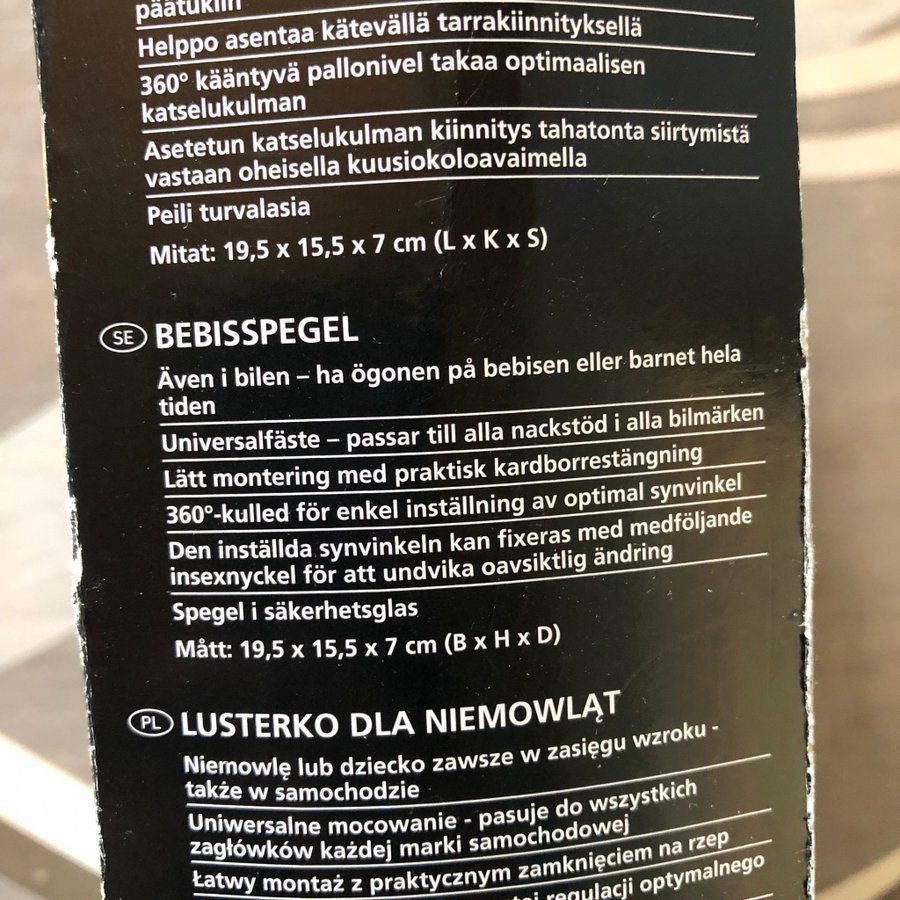 päätukiin
Helppo asentaa kätevällä tarrakiinnityksellä
360° kääntyvä pallonivel takaa optimaalisen
katselukulman
Asetetun katselukulman kiinnitys tahatonta siirtymistä
vastaan oheisella kuusiokoloavaimella
Peili turvalasia
Mitat: 19,5 x 15,5 x 7 cm (L x K x S)
SE BEBISSPEGEL
Även i bilen – ha ögonen på bebisen eller barnet hela
tiden
Universalfäste – passar till alla nackstöd i alla bilmärken
Lätt montering med praktisk kardborrestängning
360°-kulled för enkel inställning av optimal synvinkel
Den inställda synvinkeln kan fixeras med medföljande
insexnyckel för att undvika oavsiktlig ändring
Spegel i säkerhetsglas
Mått: 19,5 x 15,5 x 7 cm (B x H x D)
PL LUSTERKO DLA NIEMOWLĄT
Niemowlę lub dziecko zawsze w zasięgu wzroku -
także w samochodzie
Uniwersalne mocowanie - pasuje do wszystkich
zagłówków każdej marki samochodowej
Łatwy montaż z praktycznym zamknięciem na rzep
regulacji optymalnego